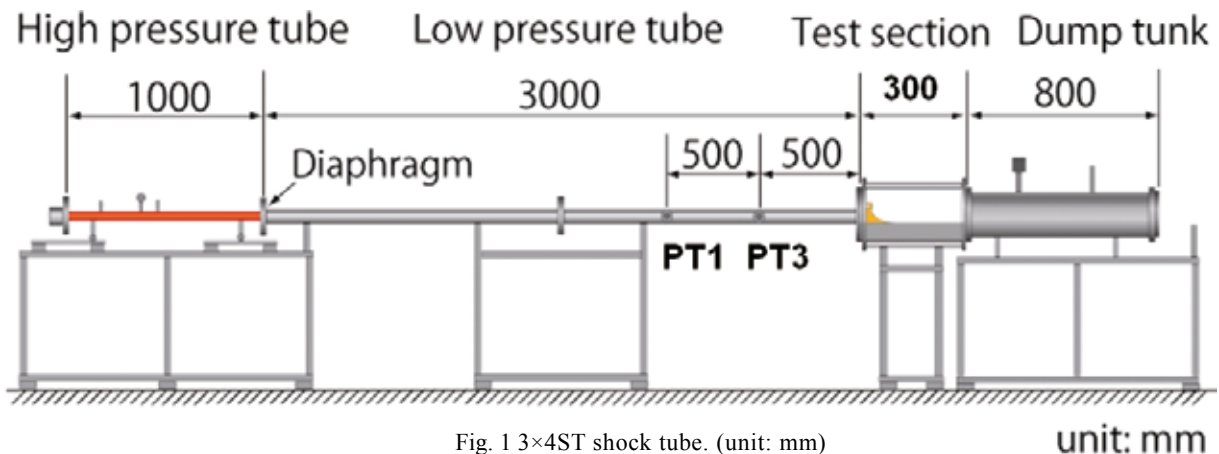 High pressure tube Low pressure tube Test section Dump tunk
1000 3000 300 800
500 500
Diaphragm
PT1 PT3
Fig. 1 3×4ST shock tube. (unit: mm)
unit: mm